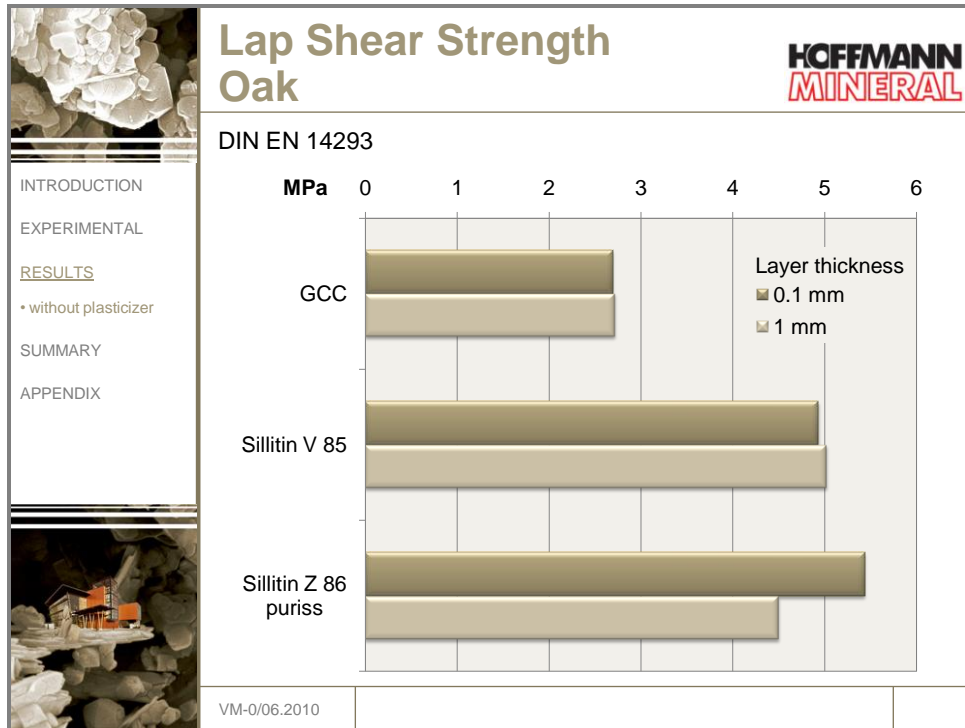 Lap Shear Strength
Oak
HOFFMANN
MINERAL
DIN EN 14293
INTRODUCTION
EXPERIMENTAL
RESULTS
• without plasticizer
SUMMARY
APPENDIX
MPa 0 1 2 3 4 5 6
Layer thickness
0.1 mm
1 mm
GCC
Sillitin V 85
Sillitin Z 86
puriss
VM-0/06.2010